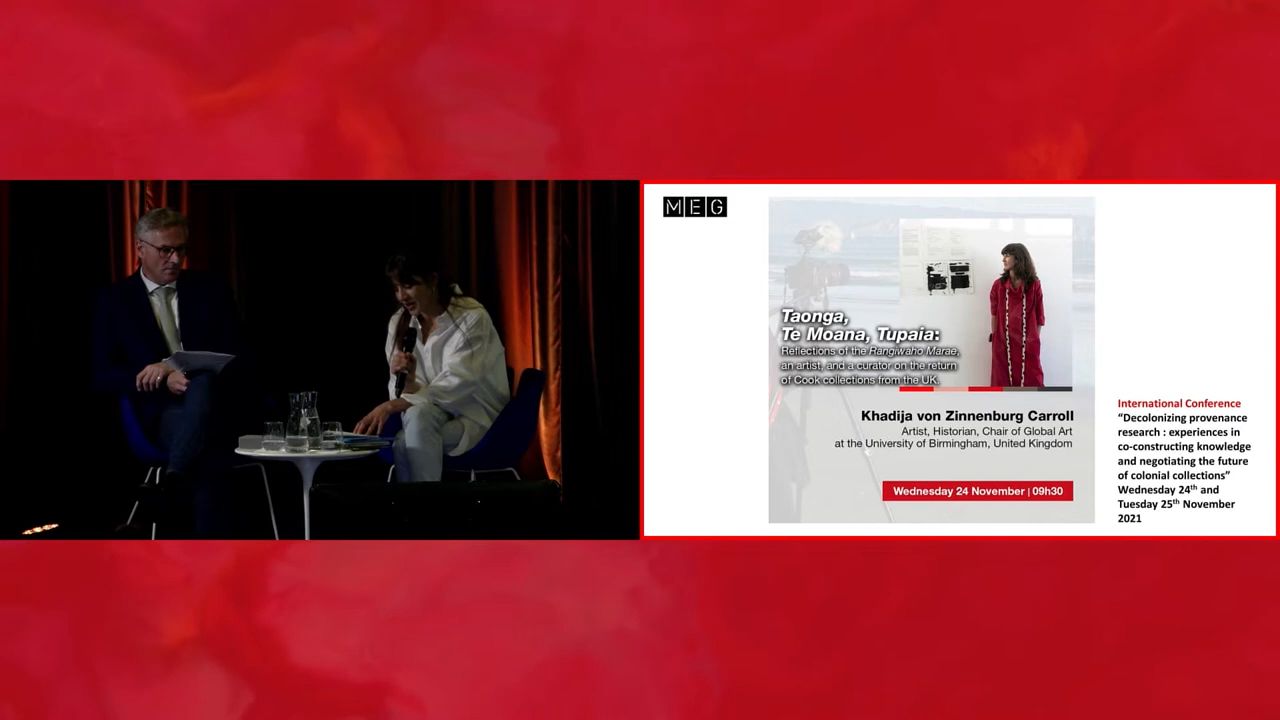 MEG
Taonga,
Te Moana, Tupaia:
Reflections of the Rangiwaho Marae,
an artist, and a curator on the return
of Cook collections from the UK.
Khadija von Zinnenburg Carroll
Artist, Historian, Chair of Global Art
at the University of Birmingham, United Kingdom
Wednesday 24 November | 09h30
International Conference
“Decolonizing provenance
research : experiences in
co-constructing knowledge
and negotiating the future
of colonial collections”
Wednesday 24th and
Tuesday 25th November
2021